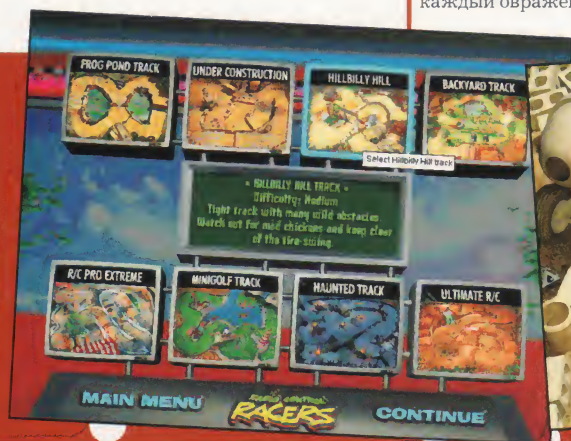 каждый овраже
FROG POND TRACK
UNDER CONSTRUCTION
HILLBILLY HILL
BACKYARD TRACK
Select Hillbilly Hill track
• HILLBILLY HILL TRACK •
Difficulty: Medium
Tight track with many wild obstacles.
Watch out for mad chickens and keep clear
of the tire-swing.
R/C PRO EXTREME
MINIGOLF TRACK
HAUNTED TRACK
ULTIMATE R/C
MAIN MENU
REMOTE CONTROL
RACERS
CONTINUE